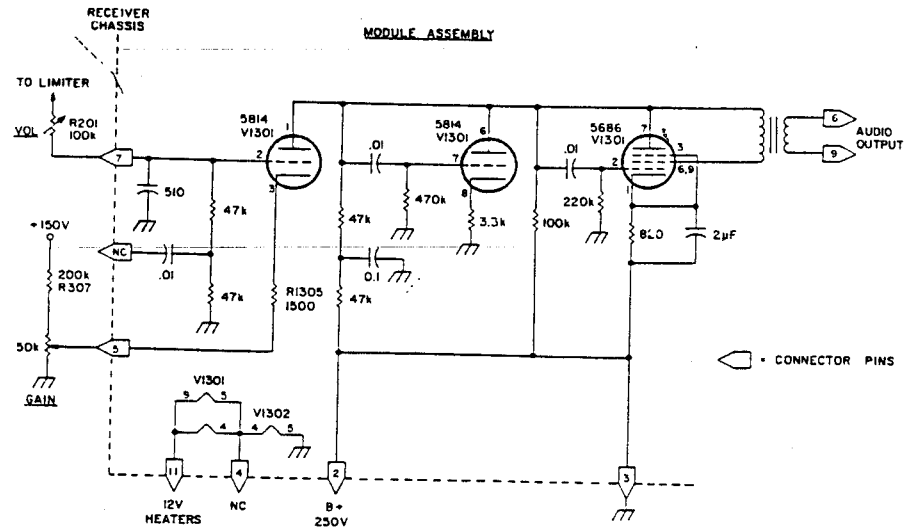 RECEIVER
CHASSIS
MODULE ASSEMBLY
TO LIMITER
VOL
R201
100k
7
510
47k
+150V
NC
.01
200k
R307
47k
50k
5
GAIN
5814
V1301
1
2
3
R1305
1500
.01
47k
470k
0.1
47k
5814
V1301
6
7
8
3.3k
.01
100k
220k
5686
V1301
7
3
2
6,9
1
820
2µF
6
AUDIO
OUTPUT
9
= CONNECTOR PINS
V1301
9
5
4
V1302
4
5
11
12V
HEATERS
4
NC
2
B+
250V
3